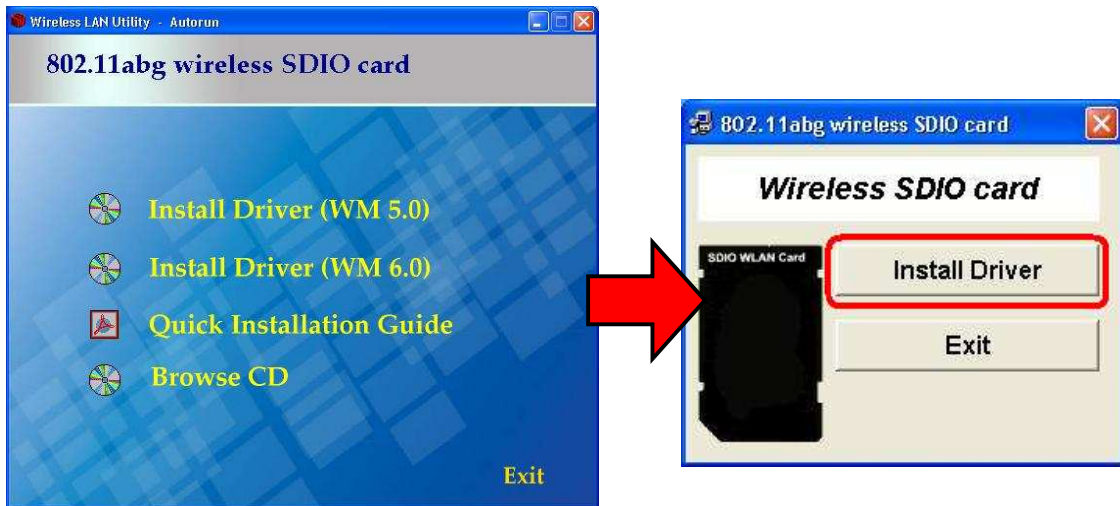 Wireless LAN Utility - Autorun
802.11abg wireless SDIO card
Install Driver (WM 5.0)
Install Driver (WM 6.0)
Quick Installation Guide
Browse CD
Exit
802.11abg wireless SDIO card
Wireless SDIO card
SDIO WLAN Card
Install Driver
Exit